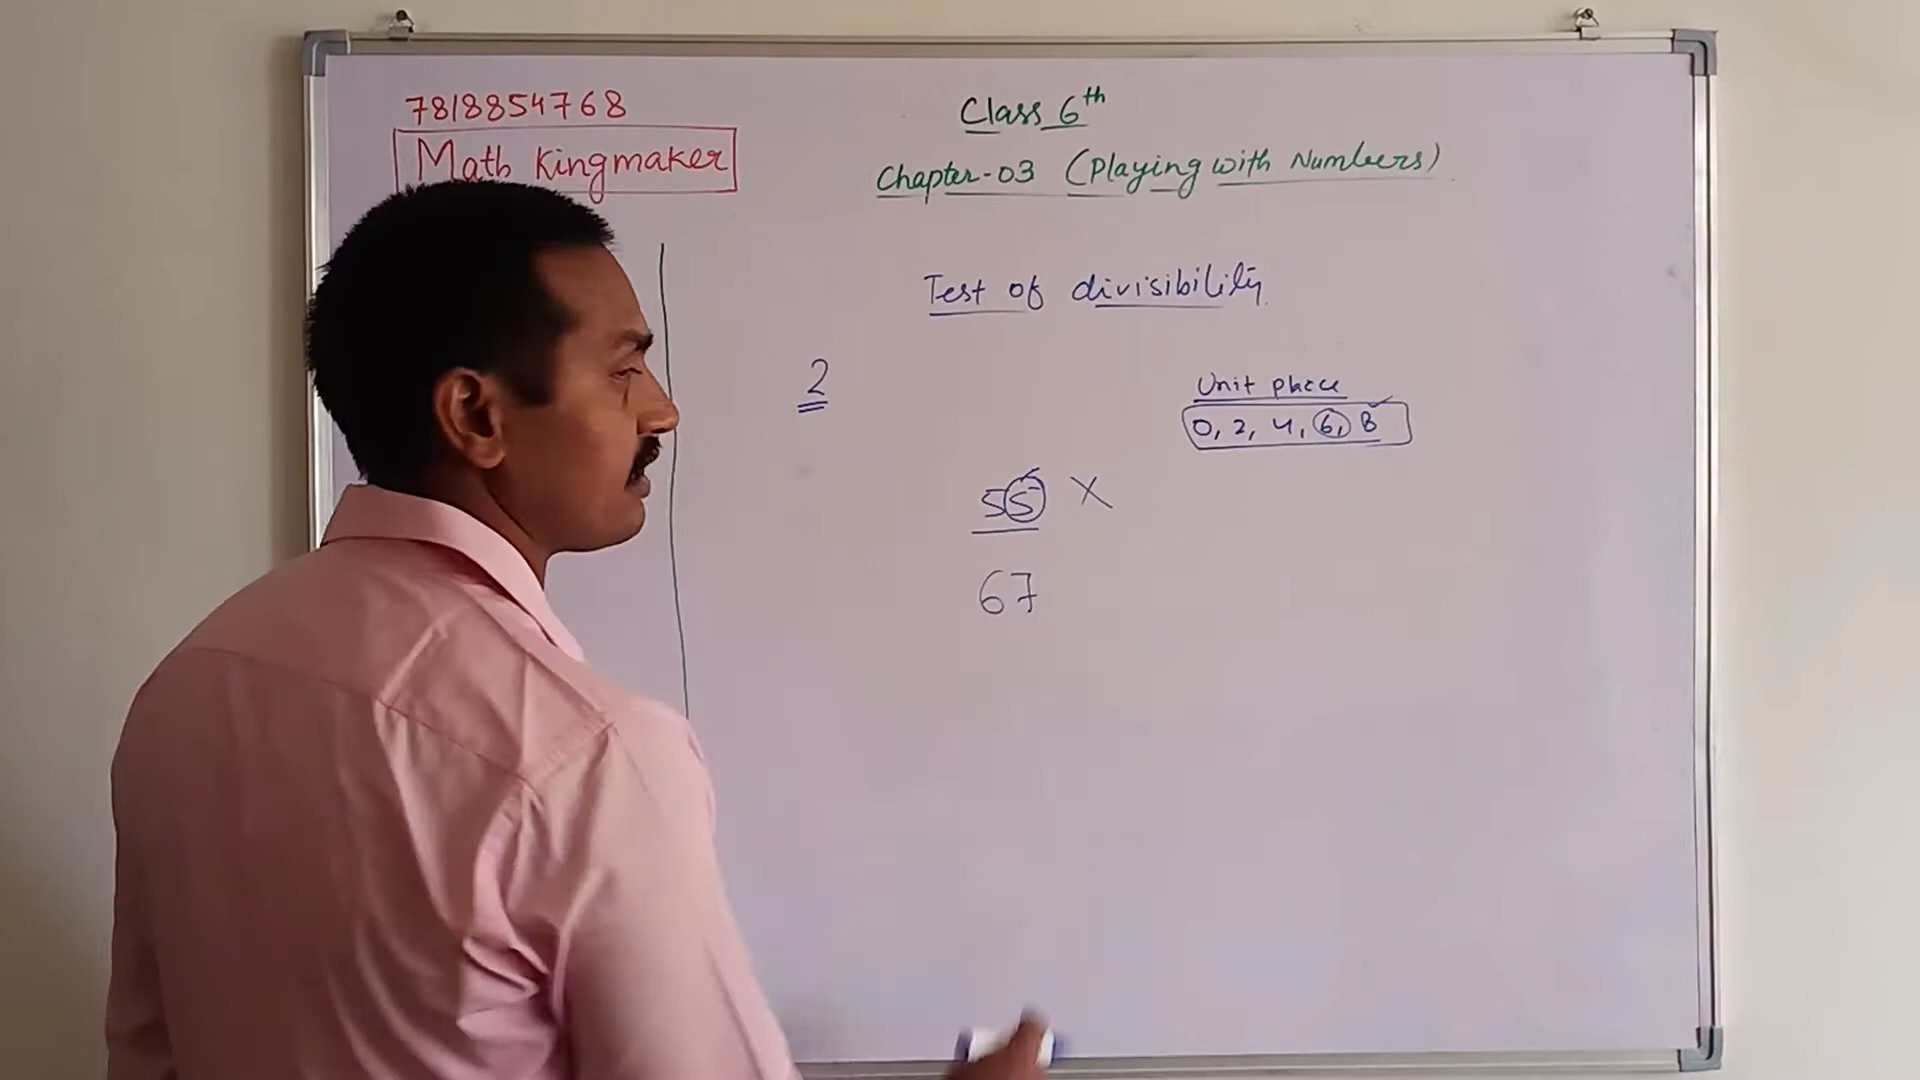 7818854768
Math Kingmaker
Class 6th
Chapter-03 (Playing with Numbers)
Test of divisibility
2
Unit place
0, 2, 4, 6, 8
55 X
67